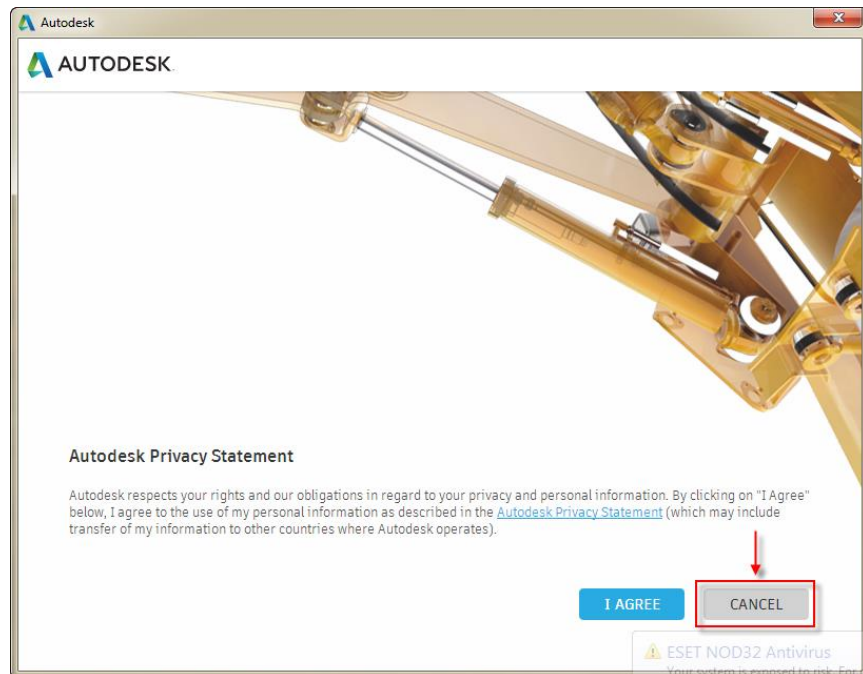 Autodesk
AUTODESK
Autodesk Privacy Statement
Autodesk respects your rights and our obligations in regard to your privacy and personal information. By clicking on "I Agree"
below, I agree to the use of my personal information as described in the Autodesk Privacy Statement (which may include
transfer of my information to other countries where Autodesk operates).
I AGREE
CANCEL
ESET NOD32 Antivirus
Your system is exposed to risk. For